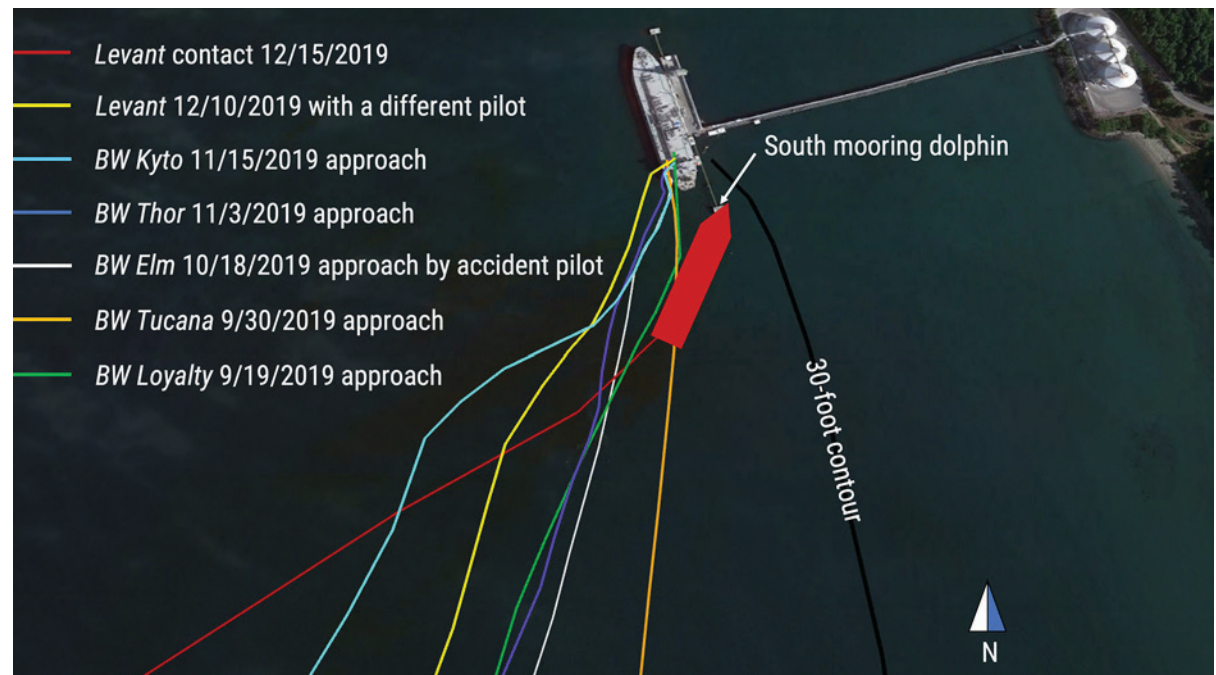 Levant contact 12/15/2019
Levant 12/10/2019 with a different pilot
BW Kyto 11/15/2019 approach
BW Thor 11/3/2019 approach
BW Elm 10/18/2019 approach by accident pilot
BW Tucana 9/30/2019 approach
BW Loyalty 9/19/2019 approach
South mooring dolphin
30-foot contour
N